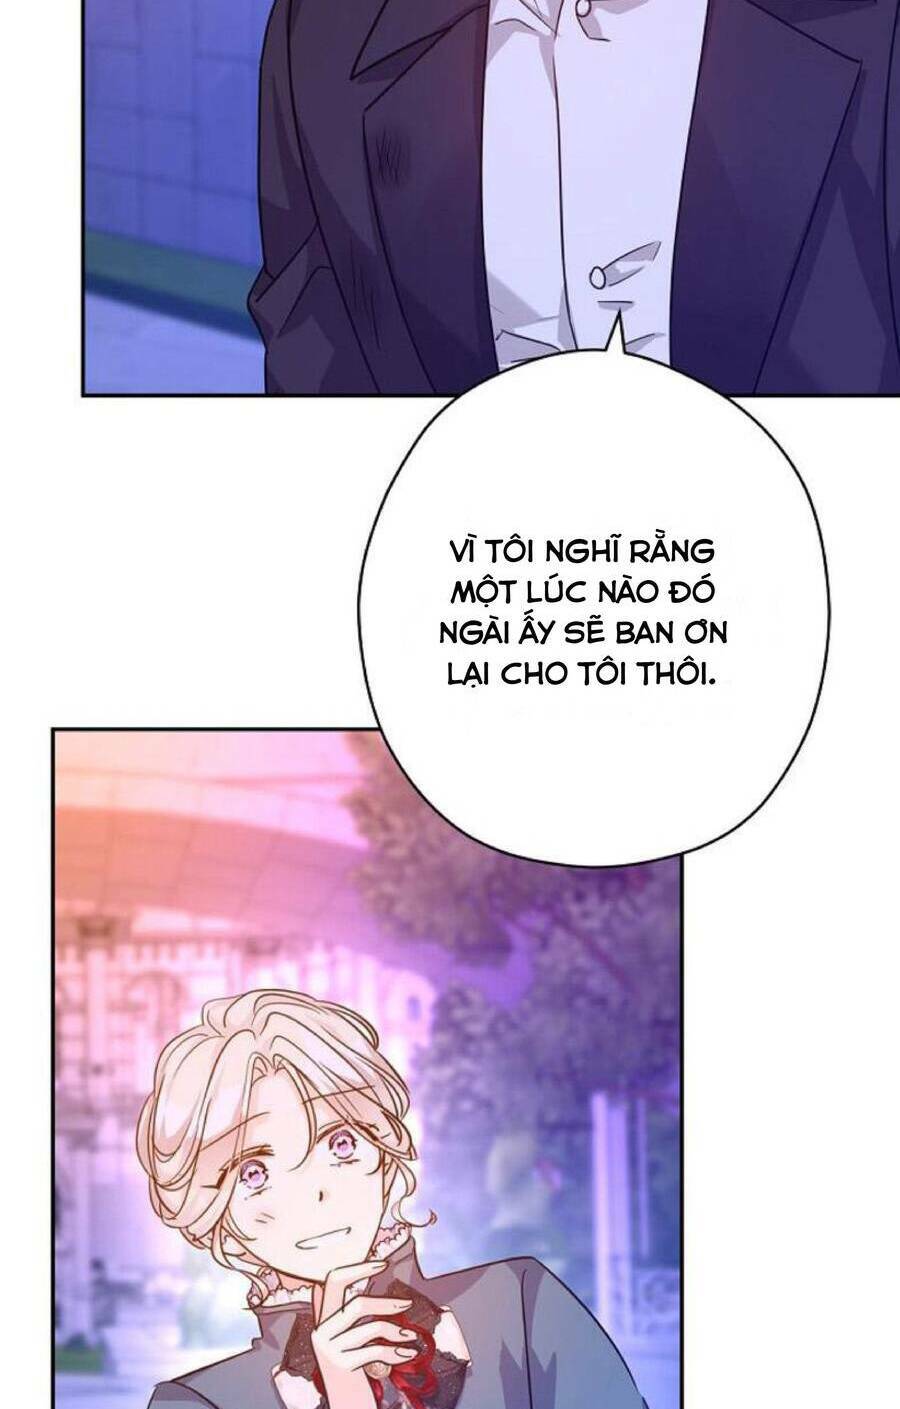 VÌ TÔI NGHĨ RẰNG
MỘT LÚC NÀO ĐÓ
NGÀI ẤY SẼ BAN ƠN
LẠI CHO TÔI THÔI.